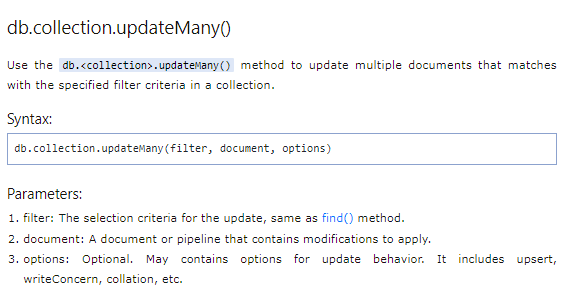 db.collection.updateMany()
Use the db.<collection>.updateMany() method to update multiple documents that matches
with the specified filter criteria in a collection.
Syntax:
db.collection.updateMany(filter, document, options)
Parameters:
1. filter: The selection criteria for the update, same as find() method.
2. document: A document or pipeline that contains modifications to apply.
3. options: Optional. May contains options for update behavior. It includes upsert,
writeConcern, collation, etc.